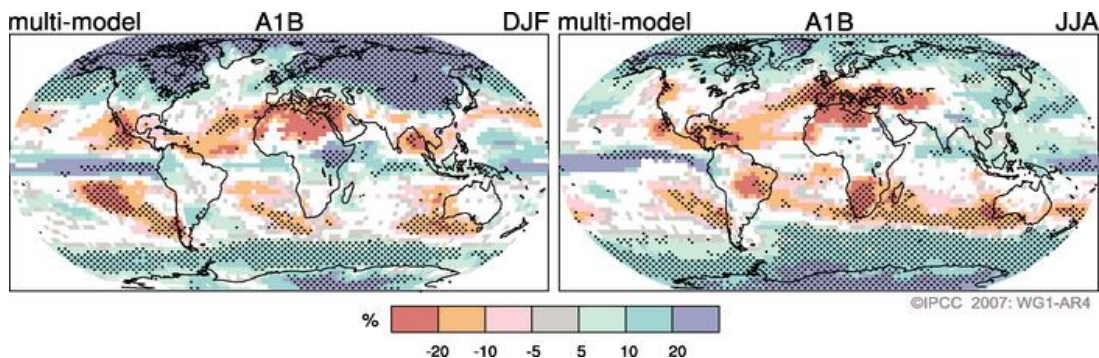 multi-model A1B DJF
multi-model A1B JJA
©IPCC 2007: WG1-AR4
%
-20 -10 -5 5 10 20